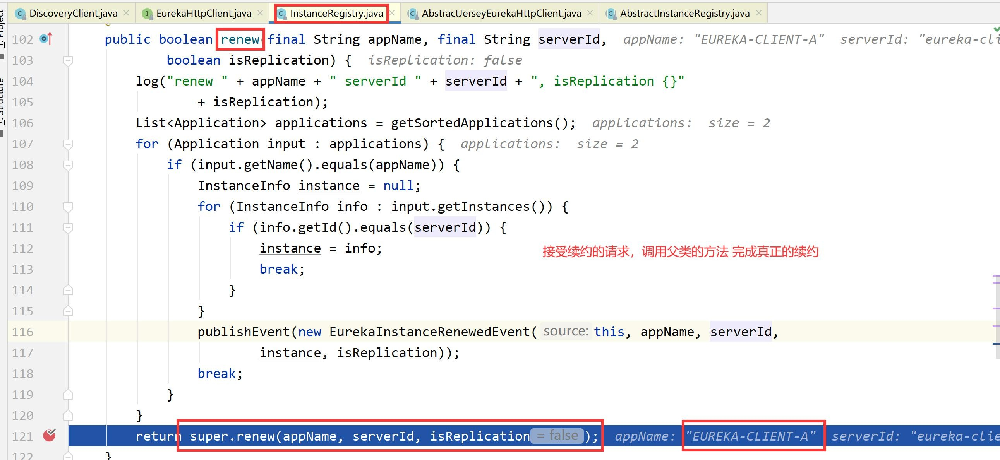 1: Project
7: Structure
DiscoveryClient.java
EurekaHttpClient.java
InstanceRegistry.java
AbstractJerseyEurekaHttpClient.java
AbstractInstanceRegistry.java
102 public boolean renew(final String appName, final String serverId, appName: "EUREKA-CLIENT-A" serverId: "eureka-cli
103 boolean isReplication) { isReplication: false
104 log("renew " + appName + " serverId " + serverId + ", isReplication {}"
105 + isReplication);
106 List<Application> applications = getSortedApplications(); applications: size = 2
107 for (Application input : applications) { applications: size = 2
108 if (input.getName().equals(appName)) {
109 InstanceInfo instance = null;
110 for (InstanceInfo info : input.getInstances()) {
111 if (info.getId().equals(serverId)) {
112 instance = info;
接受续约的请求，调用父类的方法 完成真正的续约
113 break;
114 }
115 }
116 publishEvent(new EurekaInstanceRenewedEvent( source: this, appName, serverId,
117 instance, isReplication));
118 break;
119 }
120 }
121 return super.renew(appName, serverId, isReplication = false ); appName: "EUREKA-CLIENT-A" serverId: "eureka-clie
122 }